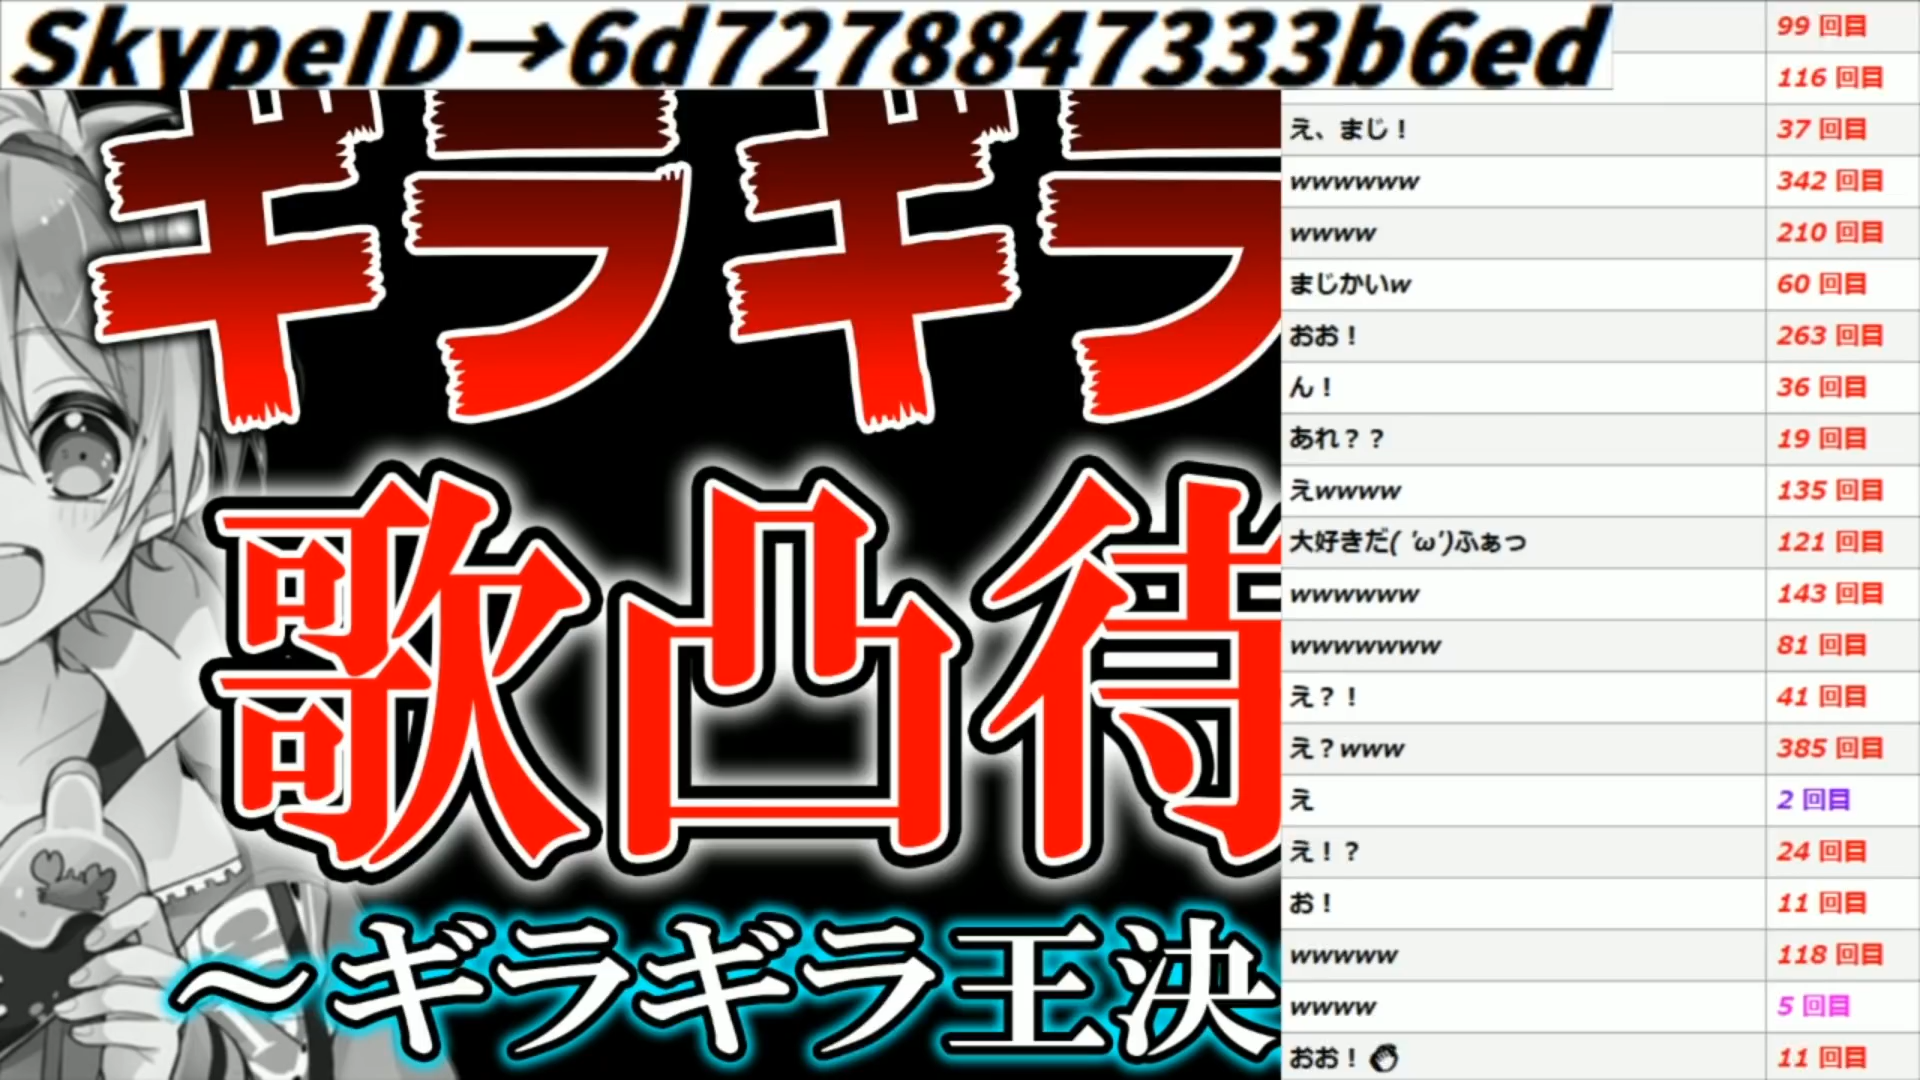 SkypeID→6d7278847333b6ed
ギラギラ
歌凸待
～ギラギラ王決
99 回目
116 回目
え、まじ！ 37 回目
wwwwww 342 回目
wwww 210 回目
まじかいw 60 回目
おお！ 263 回目
ん！ 36 回目
あれ？？ 19 回目
えwwww 135 回目
大好きだ( 'ω')ふぁっ 121 回目
wwwwww 143 回目
wwwwwww 81 回目
え？！ 41 回目
え？www 385 回目
え 2 回目
え！？ 24 回目
お！ 11 回目
wwwww 118 回目
wwww 5 回目
おお！👏 11 回目